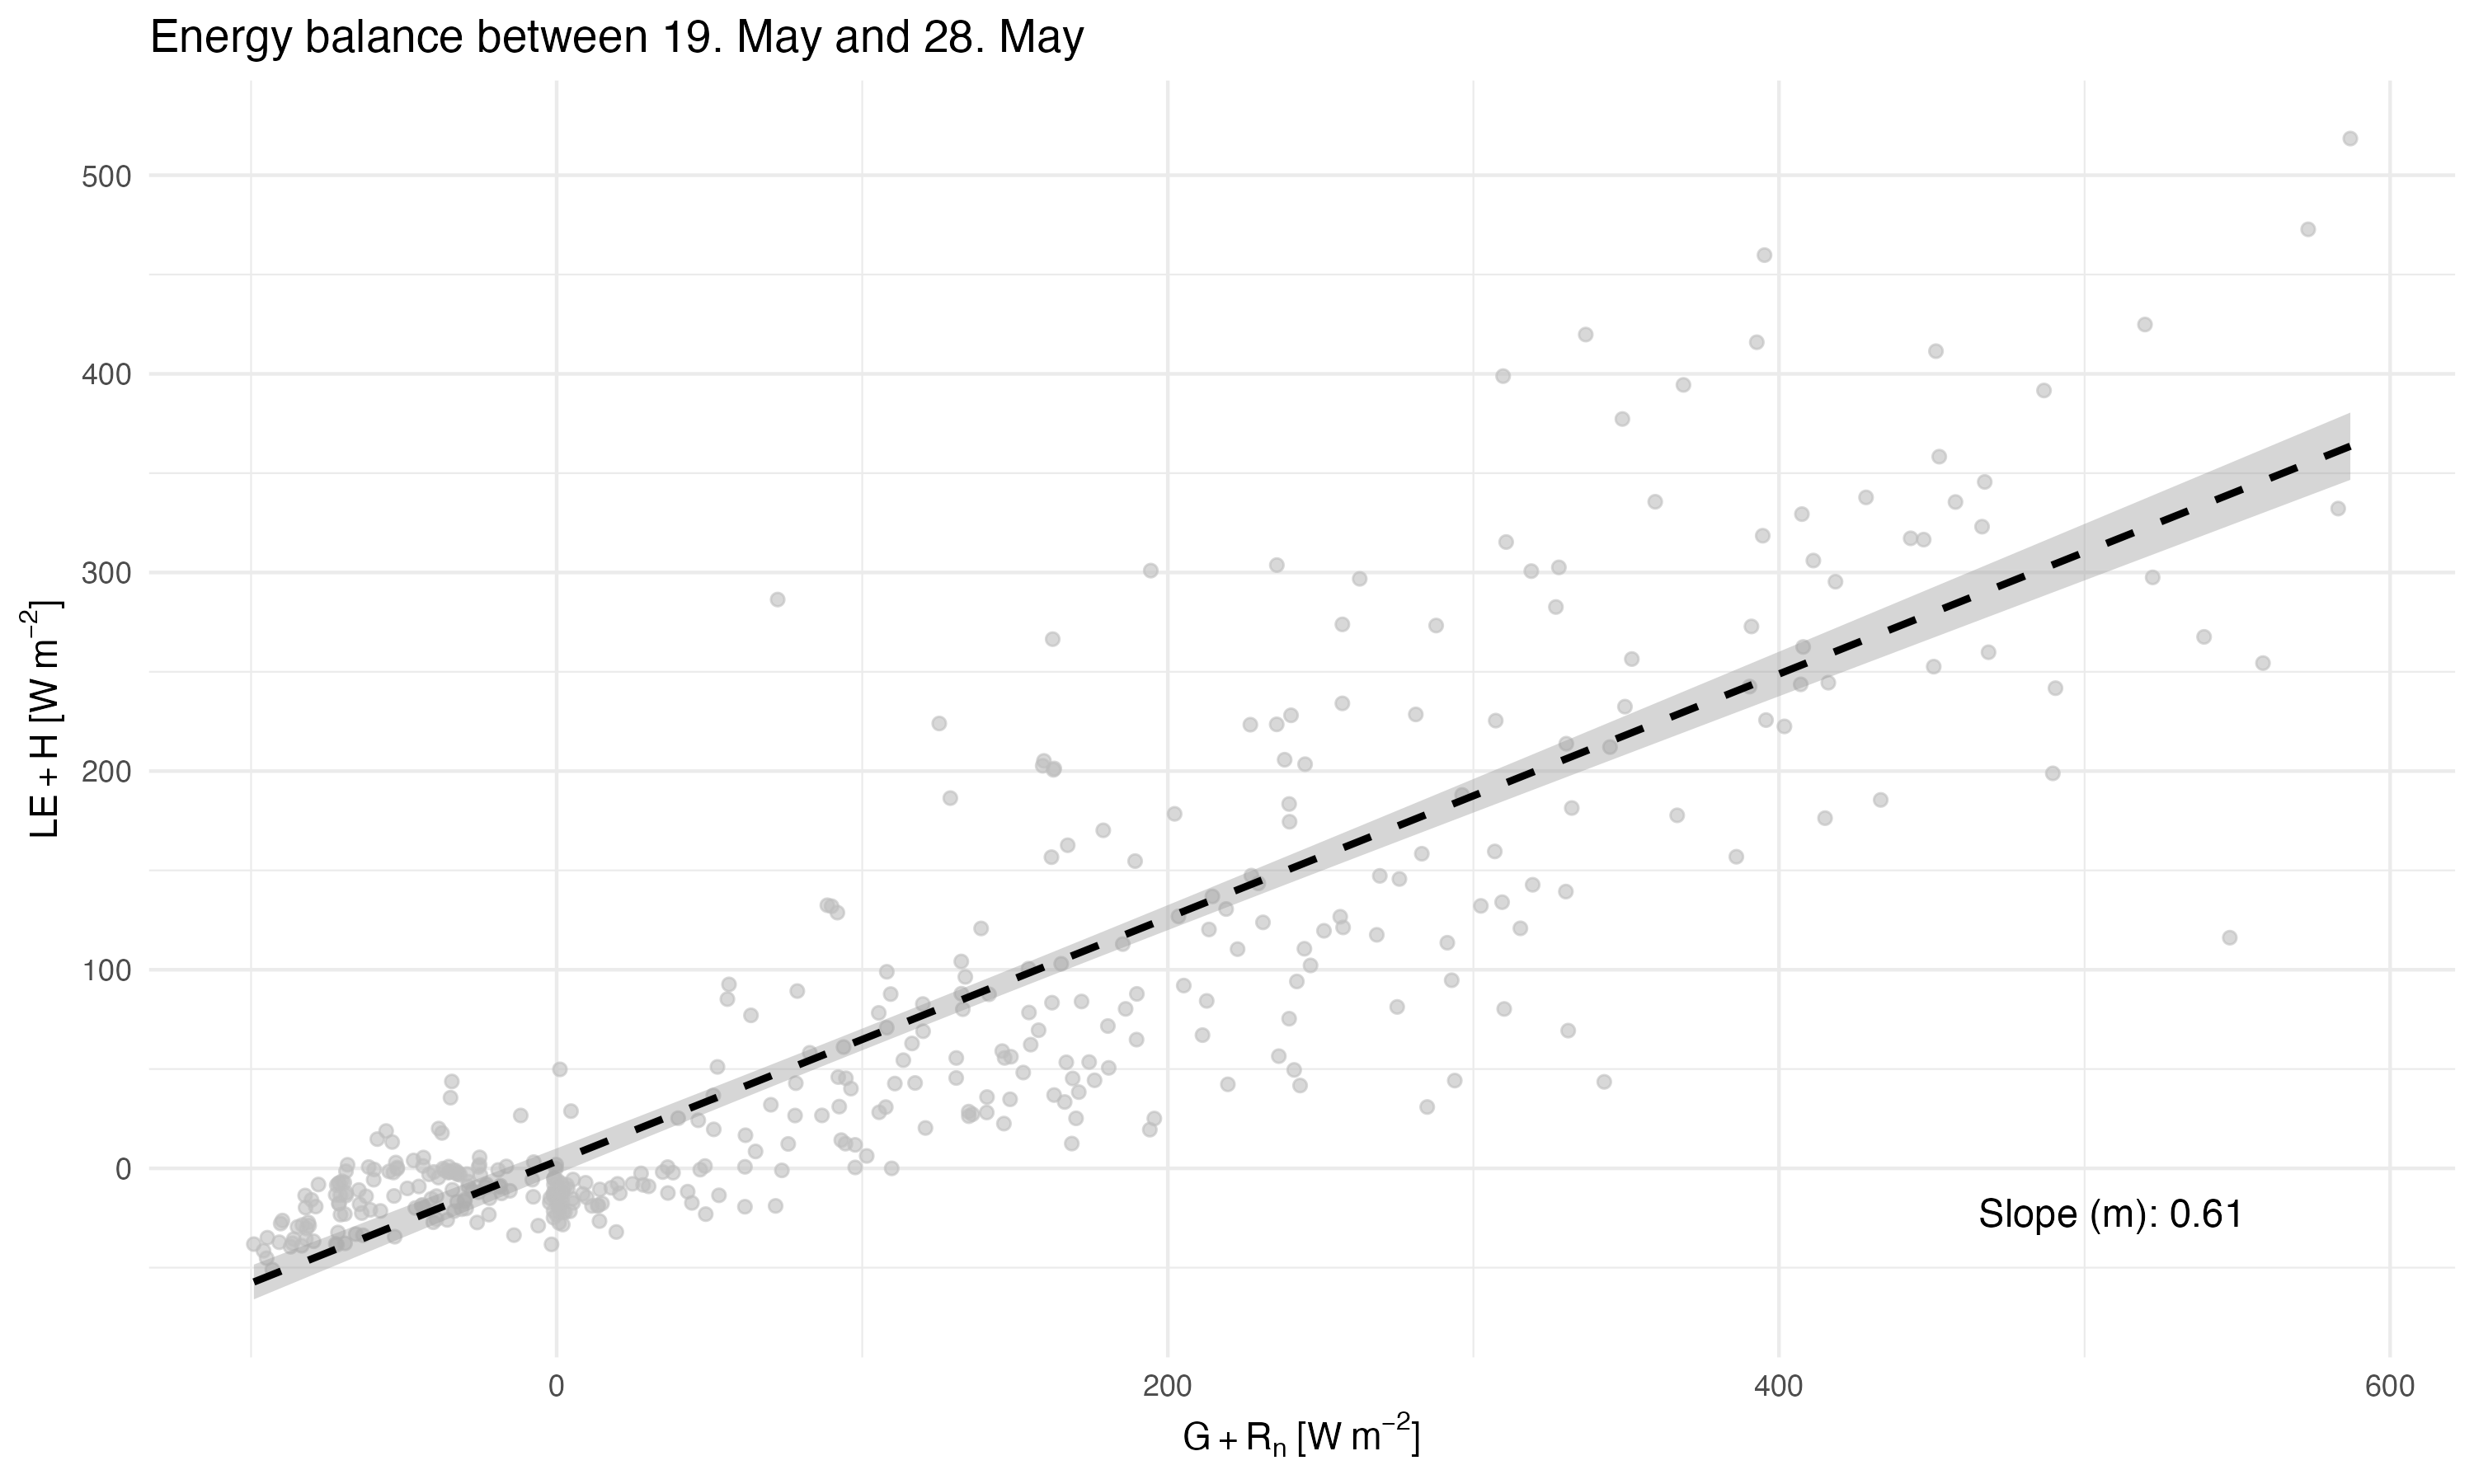 Energy balance between 19. May and 28. May
500
400
300
200
100
0
LE + H [W m⁻²]
Slope (m): 0.61
0
200
400
600
G + Rₙ [W m⁻²]